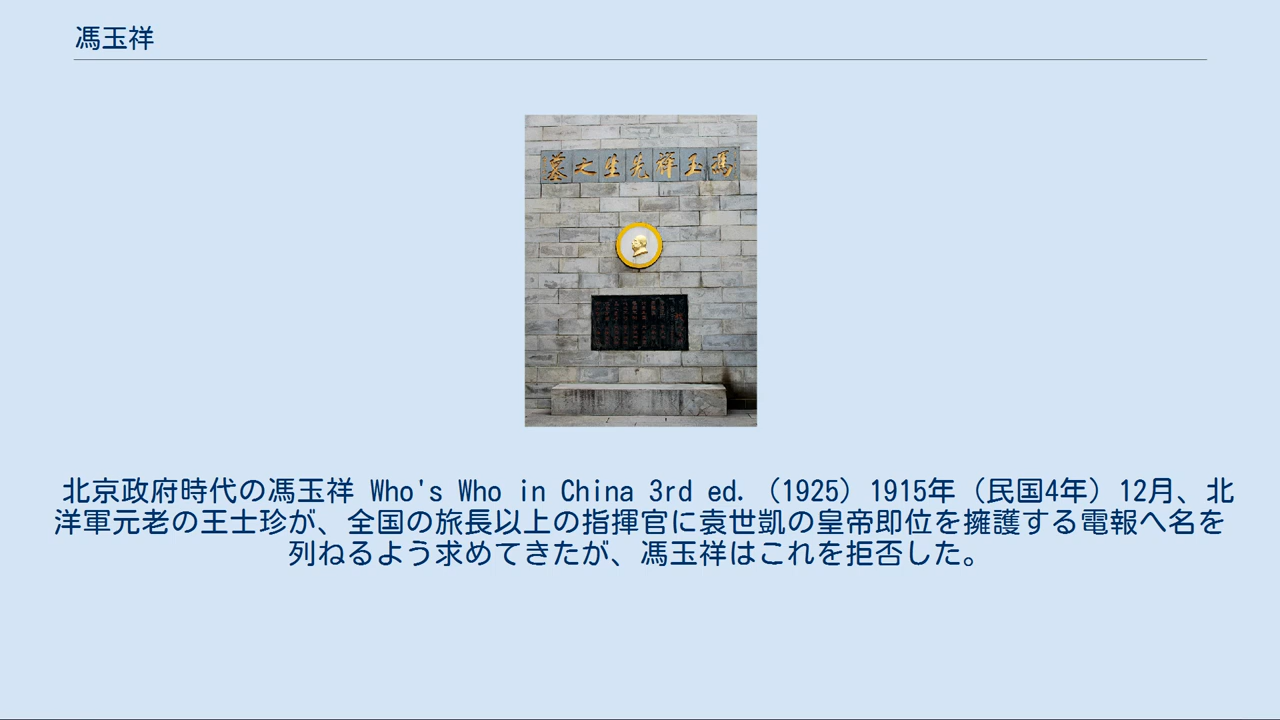 馮玉祥
馮玉祥先生之墓
北京政府時代の馮玉祥 Who's Who in China 3rd ed. （1925）1915年（民国4年）12月、北
洋軍元老の王士珍が、全国の旅長以上の指揮官に袁世凱の皇帝即位を擁護する電報へ名を
列ねるよう求めてきたが、馮玉祥はこれを拒否した。